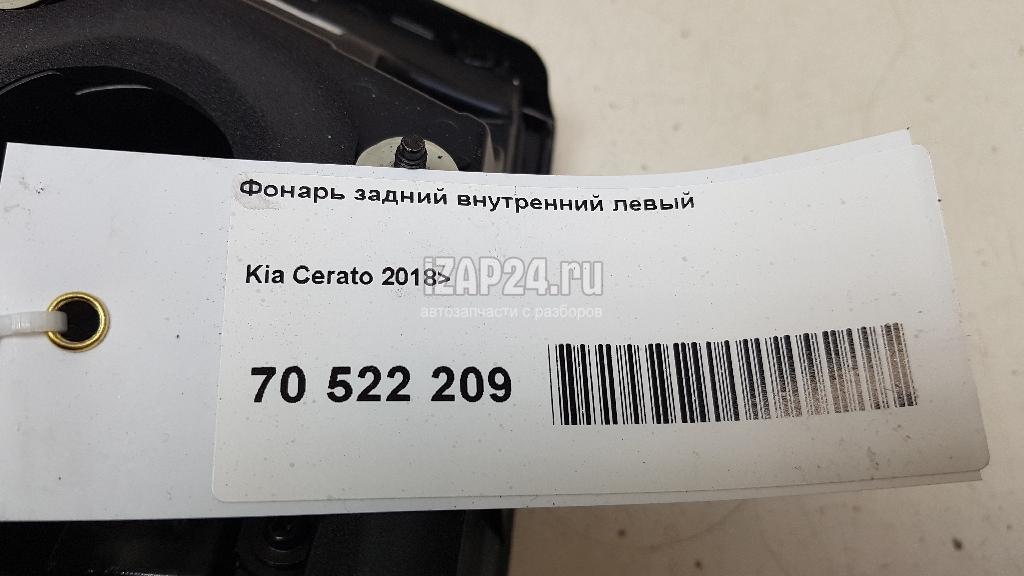 Фонарь задний внутренний левый
Kia Cerato 2018>
iZAP24.ru
автозапчасти с разборов
70 522 209